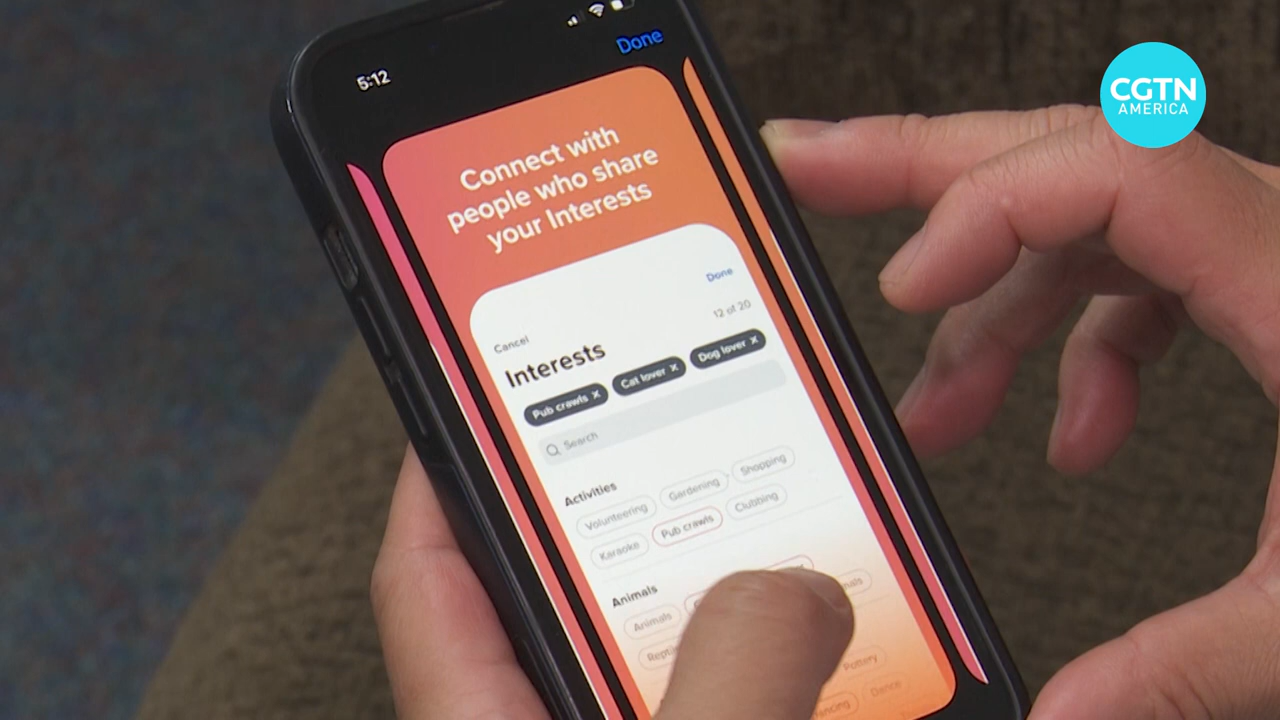 CGTN
AMERICA
5:12
Done
Connect with
people who share
your Interests
Done
Cancel
12 of 20
Interests
Pub crawls X
Cat lover X
Dog lover X
Search
Activities
Volunteering
Gardening
Shopping
Karaoke
Pub crawls
Clubbing
Animals
Animals
Pottery
Dance